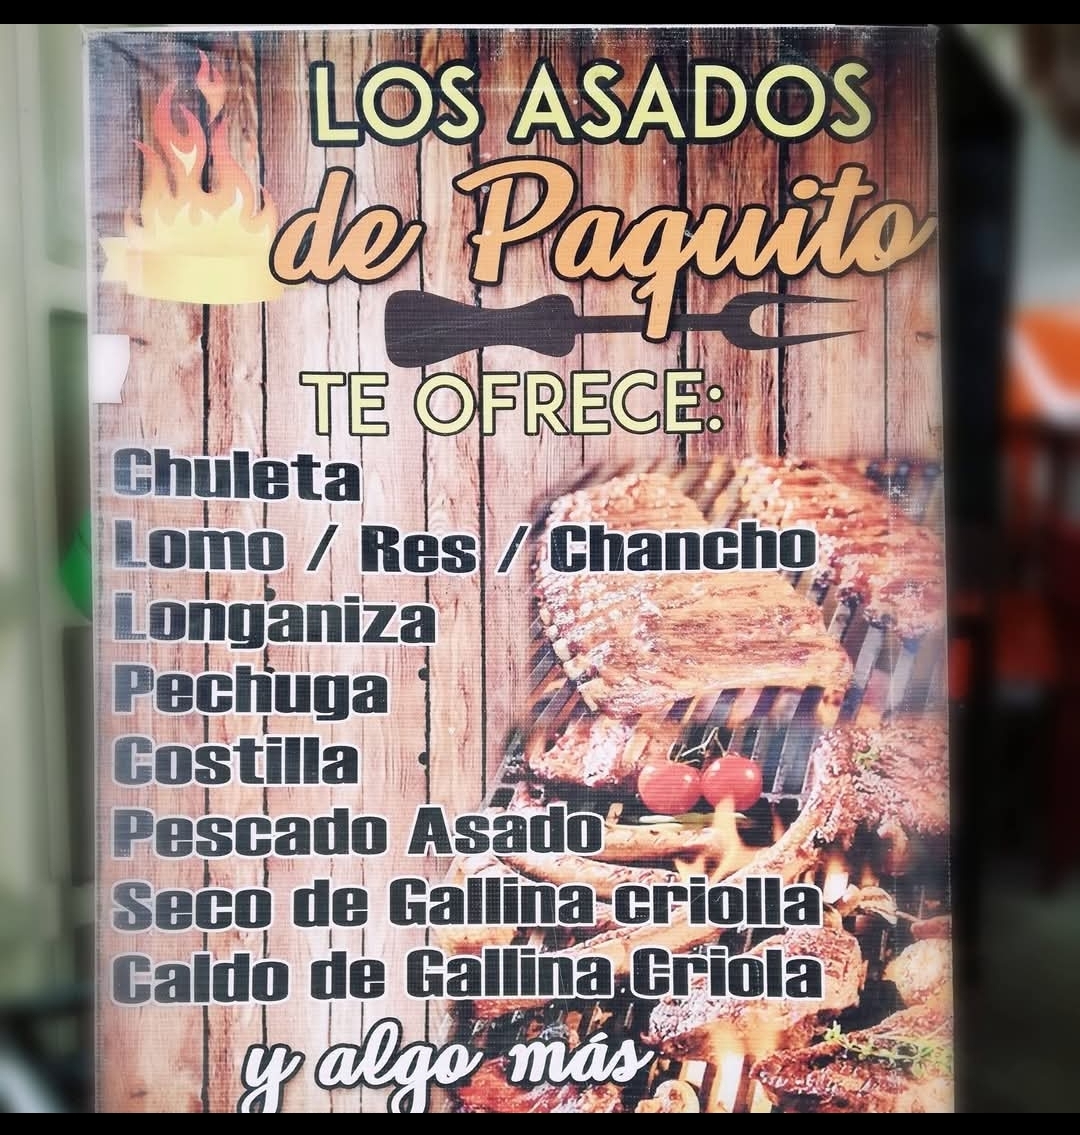 LOS ASADOS
de Paquito
TE OFRECE:
Chuleta
Lomo / Res / Chancho
Longaniza
Pechuga
Costilla
Pescado Asado
Seco de Gallina criolla
Caldo de Gallina Criola
y algo más